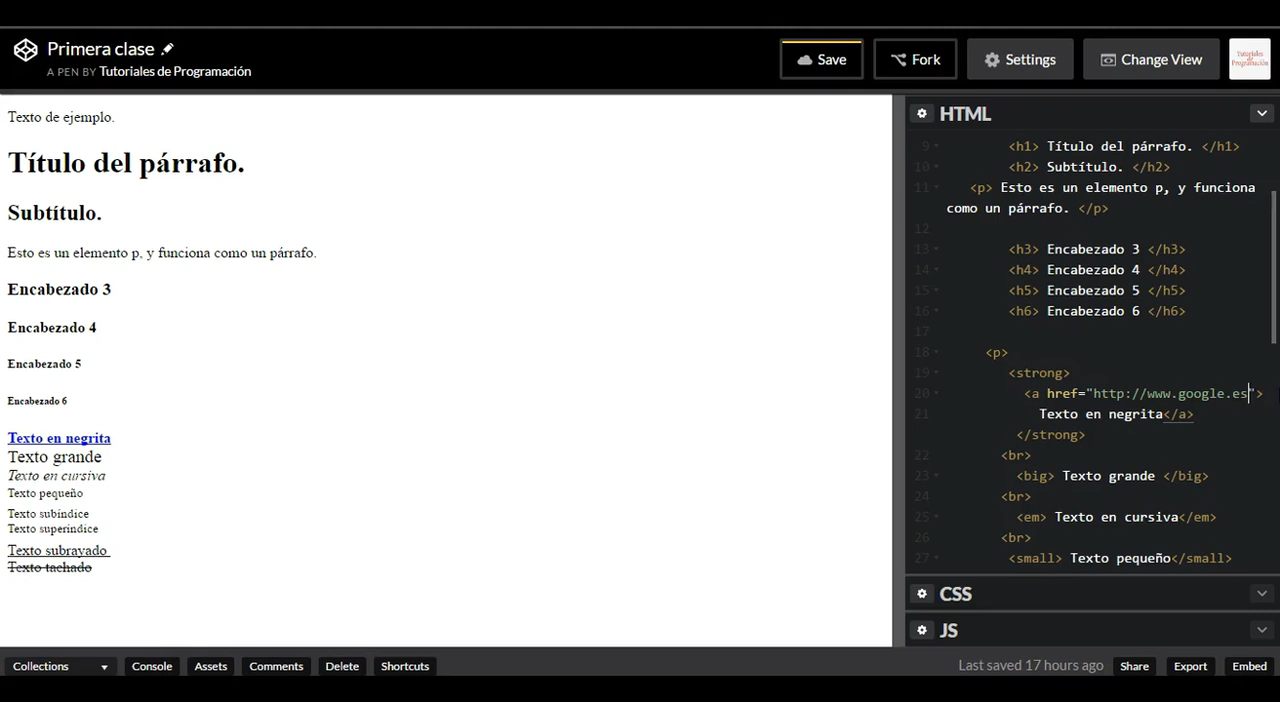 Primera clase
A PEN BY Tutoriales de Programación
Save
Fork
Settings
Change View
Tutoriales
de
Programación
Texto de ejemplo.
Título del párrafo.
Subtítulo.
Esto es un elemento p, y funciona como un párrafo.
Encabezado 3
Encabezado 4
Encabezado 5
Encabezado 6
Texto en negrita
Texto grande
Texto en cursiva
Texto pequeño
Texto subíndice
Texto superíndice
Texto subrayado
Texto tachado
HTML
9 <h1> Título del párrafo. </h1>
10 <h2> Subtítulo. </h2>
11 <p> Esto es un elemento p, y funciona
como un párrafo. </p>
12
13 <h3> Encabezado 3 </h3>
14 <h4> Encabezado 4 </h4>
15 <h5> Encabezado 5 </h5>
16 <h6> Encabezado 6 </h6>
17
18 <p>
19 <strong>
20 <a href="http://www.google.es">
21 Texto en negrita</a>
</strong>
22 <br>
23 <big> Texto grande </big>
24 <br>
25 <em> Texto en cursiva</em>
26 <br>
27 <small> Texto pequeño</small>
CSS
JS
Collections
Console
Assets
Comments
Delete
Shortcuts
Last saved 17 hours ago
Share
Export
Embed